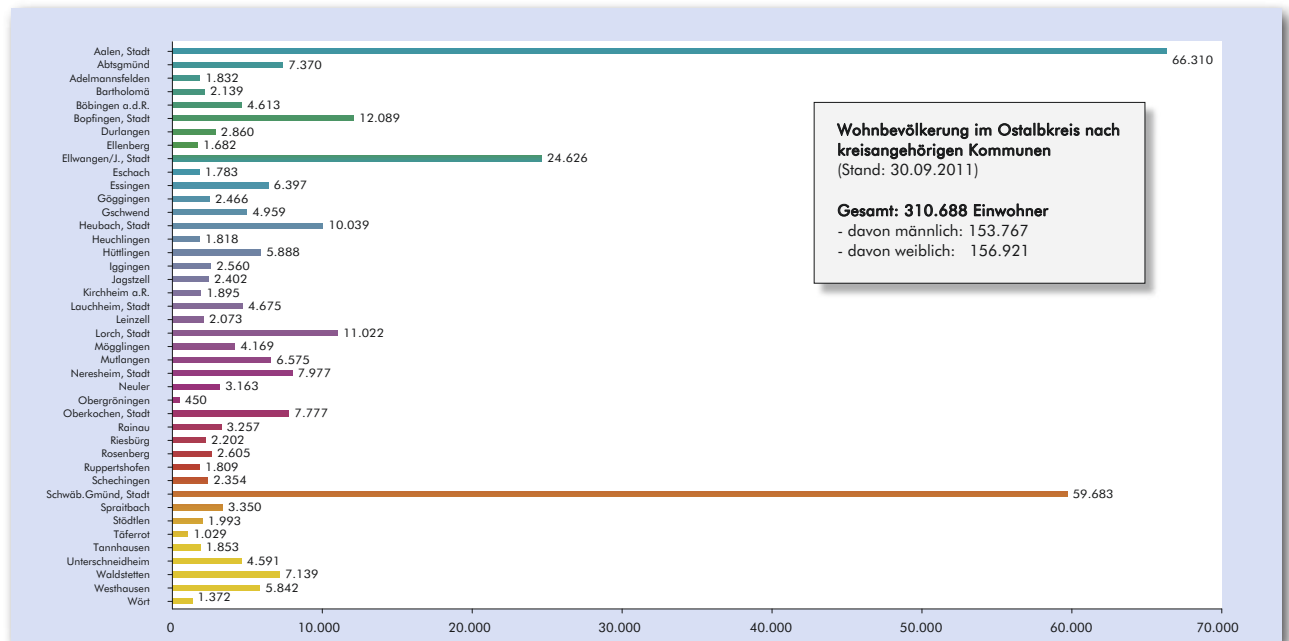 Aalen, Stadt 66.310
Abtsgmünd 7.370
Adelmannsfelden 1.832
Bartholomä 2.139
Böbingen a.d.R. 4.613
Bopfingen, Stadt 12.089
Durlangen 2.860
Ellenberg 1.682
Ellwangen/J., Stadt 24.626
Eschach 1.783
Essingen 6.397
Göggingen 2.466
Gschwend 4.959
Heubach, Stadt 10.039
Heuchlingen 1.818
Hüttlingen 5.888
Iggingen 2.560
Jagstzell 2.402
Kirchheim a.R. 1.895
Lauchheim, Stadt 4.675
Leinzell 2.073
Lorch, Stadt 11.022
Mögglingen 4.169
Mutlangen 6.575
Neresheim, Stadt 7.977
Neuler 3.163
Obergröningen 450
Oberkochen, Stadt 7.777
Rainau 3.257
Riesbürg 2.202
Rosenberg 2.605
Ruppertshofen 1.809
Schechingen 2.354
Schwäb.Gmünd, Stadt 59.683
Spraitbach 3.350
Stödtlen 1.993
Täferrot 1.029
Tannhausen 1.853
Unterschneidheim 4.591
Waldstetten 7.139
Westhausen 5.842
Wört 1.372
0 10.000 20.000 30.000 40.000 50.000 60.000 70.000
Wohnbevölkerung im Ostalbkreis nach
kreisangehörigen Kommunen
(Stand: 30.09.2011)
Gesamt: 310.688 Einwohner
- davon männlich: 153.767
- davon weiblich: 156.921